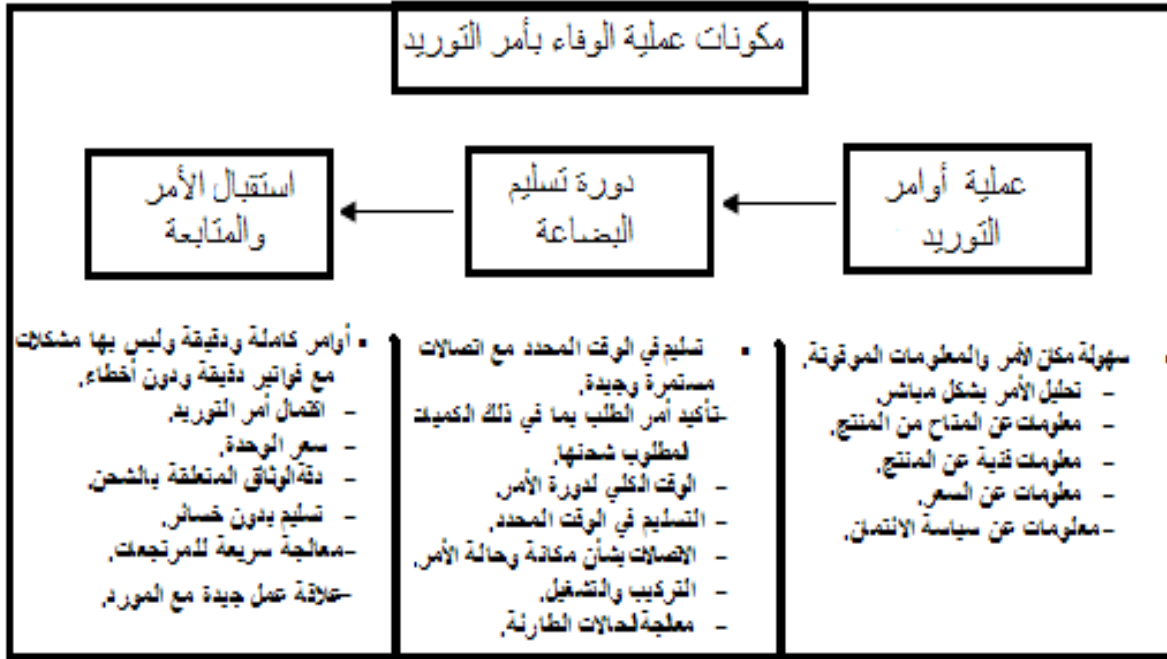 مكونات عملية الوفاء بأمر التوريد
عملية أوامر
التوريد
دورة تسليم
البضاعة
استقبال الأمر
والمتابعة
▪ سهولة مكان الأمر والمعلومات الموقوتة.
- تحليل الأمر بشكل مباشر.
- معلومات عن المتاح من المنتج.
- معلومات فنية عن المنتج.
- معلومات عن السعر.
-معلومات عن سياسة الائتمان.
▪ تسليم في الوقت المحدد مع اتصالات
مستمرة وجيدة.
-تأكيد أمر الطلب بما في ذلك الكميات
لمطلوب شحنها.
- الوقت الكلي لدورة الأمر.
- التسليم في الوقت المحدد.
- الاتصالات بشأن مكانة وحالة الأمر.
- التركيب والتشغيل.
- معالجة لحالات الطارئة.
▪ أوامر كاملة ودقيقة وليس بها مشكلات
مع فواتير دقيقة ودون أخطاء.
- اكتمال أمر التوريد.
- سعر الوحدة.
- دقة الوثائق المتعلقة بالشحن.
- تسليم بدون خسائر.
-معالجة سريعة للمرتجعات.
-علاقة عمل جيدة مع المورد.